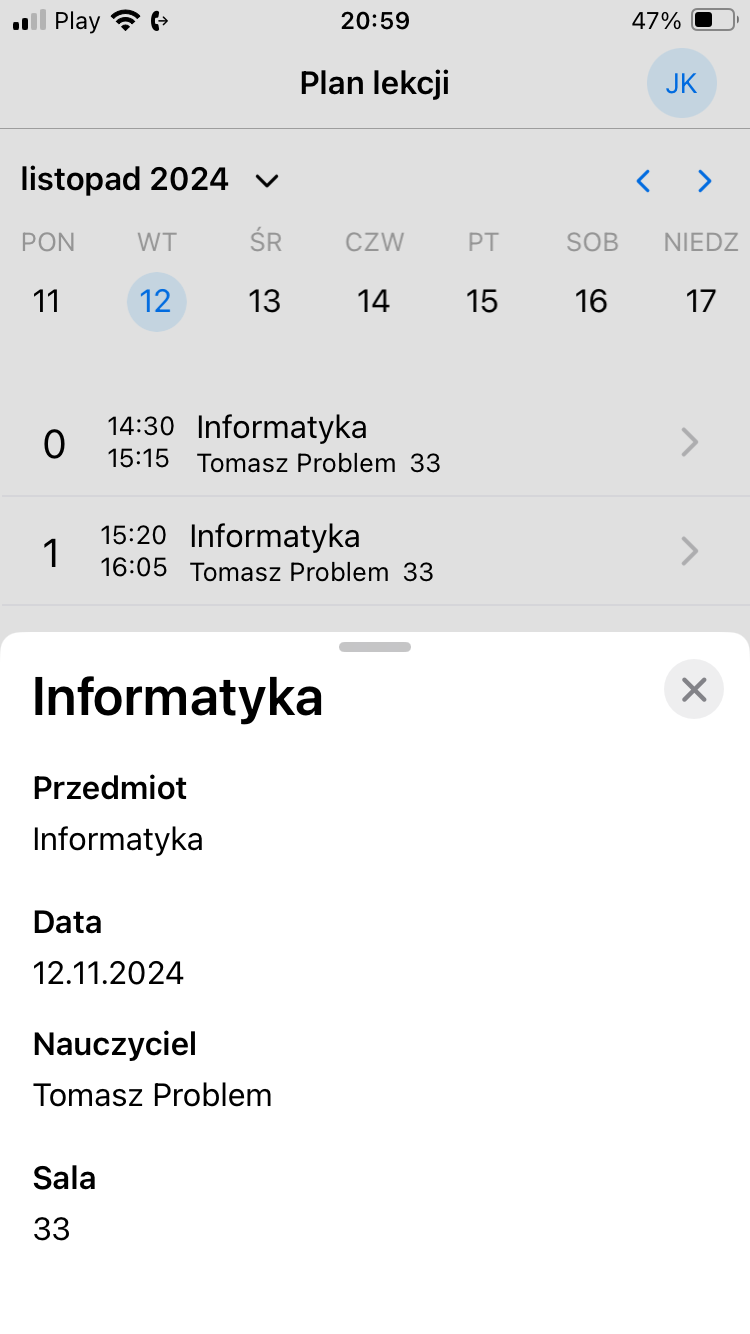 Play 20:59 47%
Plan lekcji JK
listopad 2024
PON WT ŚR CZW PT SOB NIEDZ
11 12 13 14 15 16 17
0 14:30 Informatyka
15:15 Tomasz Problem 33
1 15:20 Informatyka
16:05 Tomasz Problem 33
Informatyka
Przedmiot
Informatyka
Data
12.11.2024
Nauczyciel
Tomasz Problem
Sala
33